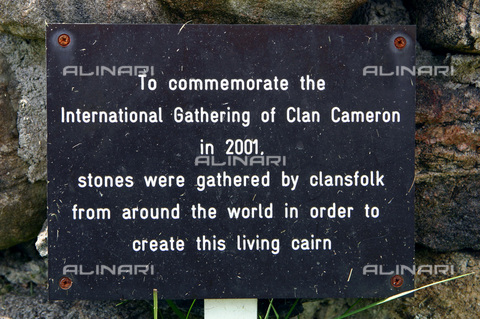 ALINARI ALINARI
To commemorate the
International Gathering of Clan Cameron
in 2001,
ALINARI
stones were gathered by clansfolk
from around the world in order to
create this living cairn
ALINARI ALINARI